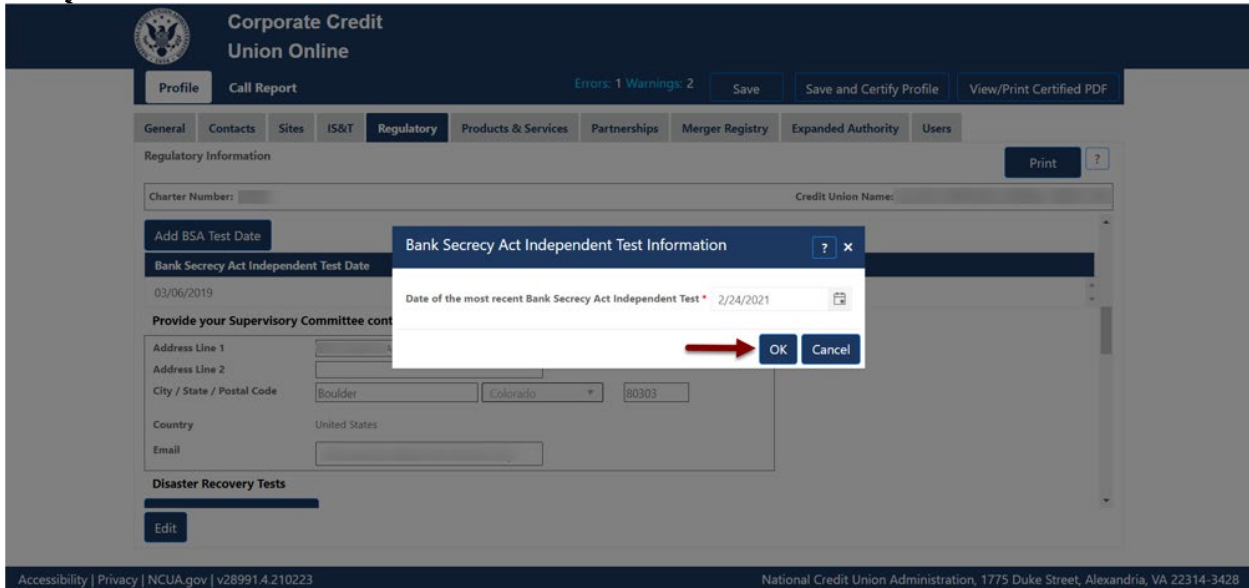 Corporate Credit
Union Online
Profile Call Report Errors: 1 Warnings: 2 Save Save and Certify Profile View/Print Certified PDF
General Contacts Sites IS&T Regulatory Products & Services Partnerships Merger Registry Expanded Authority Users
Regulatory Information Print ?
Charter Number: Credit Union Name:
Add BSA Test Date
Bank Secrecy Act Independent Test Information ? ×
Bank Secrecy Act Independent Test Date
03/06/2019
Date of the most recent Bank Secrecy Act Independent Test * 2/24/2021
Provide your Supervisory Committee cont
Address Line 1
OK Cancel
Address Line 2
City / State / Postal Code Boulder Colorado 80303
Country United States
Email
Disaster Recovery Tests
Edit
Accessibility | Privacy | NCUA.gov | v28991.4.210223 National Credit Union Administration, 1775 Duke Street, Alexandria, VA 22314-3428